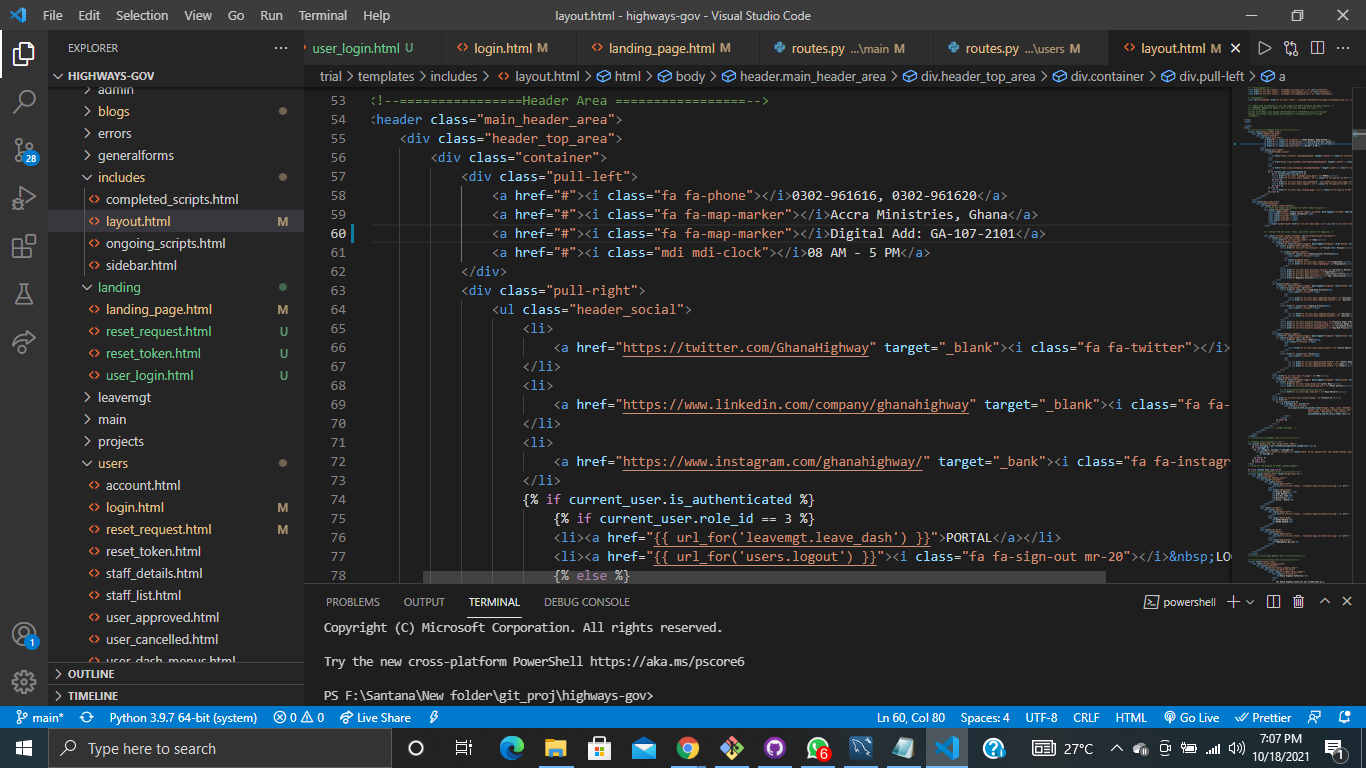 File Edit Selection View Go Run Terminal Help layout.html - highways-gov - Visual Studio Code
EXPLORER
HIGHWAYS-GOV
admin
blogs
errors
generalforms
includes
completed_scripts.html
layout.html M
ongoing_scripts.html
sidebar.html
landing
landing_page.html M
reset_request.html U
reset_token.html U
user_login.html U
leavemgt
main
projects
users
account.html
login.html M
reset_request.html M
reset_token.html
staff_details.html
staff_list.html
user_approved.html
user_cancelled.html
user_dash_menus.html
OUTLINE
TIMELINE
28
1
user_login.html U login.html M landing_page.html M routes.py ...\main M routes.py ...\users M layout.html M
trial > templates > includes > layout.html > html > body > header.main_header_area > div.header_top_area > div.container > div.pull-left > a
53 <!--================Header Area =================-->
54 <header class="main_header_area">
55 <div class="header_top_area">
56 <div class="container">
57 <div class="pull-left">
58 <a href="#"><i class="fa fa-phone"></i>0302-961616, 0302-961620</a>
59 <a href="#"><i class="fa fa-map-marker"></i>Accra Ministries, Ghana</a>
60 <a href="#"><i class="fa fa-map-marker"></i>Digital Add: GA-107-2101</a>
61 <a href="#"><i class="mdi mdi-clock"></i>08 AM - 5 PM</a>
62 </div>
63 <div class="pull-right">
64 <ul class="header_social">
65 <li>
66 <a href="https://twitter.com/GhanaHighway" target="_blank"><i class="fa fa-twitter"></i>
67 </li>
68 <li>
69 <a href="https://www.linkedin.com/company/ghanahighway" target="_blank"><i class="fa fa-
70 </li>
71 <li>
72 <a href="https://www.instagram.com/ghanahighway/" target="_bank"><i class="fa fa-instagr
73 </li>
74 {% if current_user.is_authenticated %}
75 {% if current_user.role_id == 3 %}
76 <li><a href="{{ url_for('leavemgt.leave_dash') }}">PORTAL</a></li>
77 <li><a href="{{ url_for('users.logout') }}"><i class="fa fa-sign-out mr-20"></i>&nbsp;LO
78 {% else %}
PROBLEMS OUTPUT TERMINAL DEBUG CONSOLE powershell
Copyright (C) Microsoft Corporation. All rights reserved.
Try the new cross-platform PowerShell https://aka.ms/pscore6
PS F:\Santana\New folder\git_proj\highways-gov>
main* Python 3.9.7 64-bit (system) 0 0 Live Share Ln 60, Col 80 Spaces: 4 UTF-8 CRLF HTML Go Live Prettier
Type here to search 6 27°C 7:07 PM
10/18/2021 1